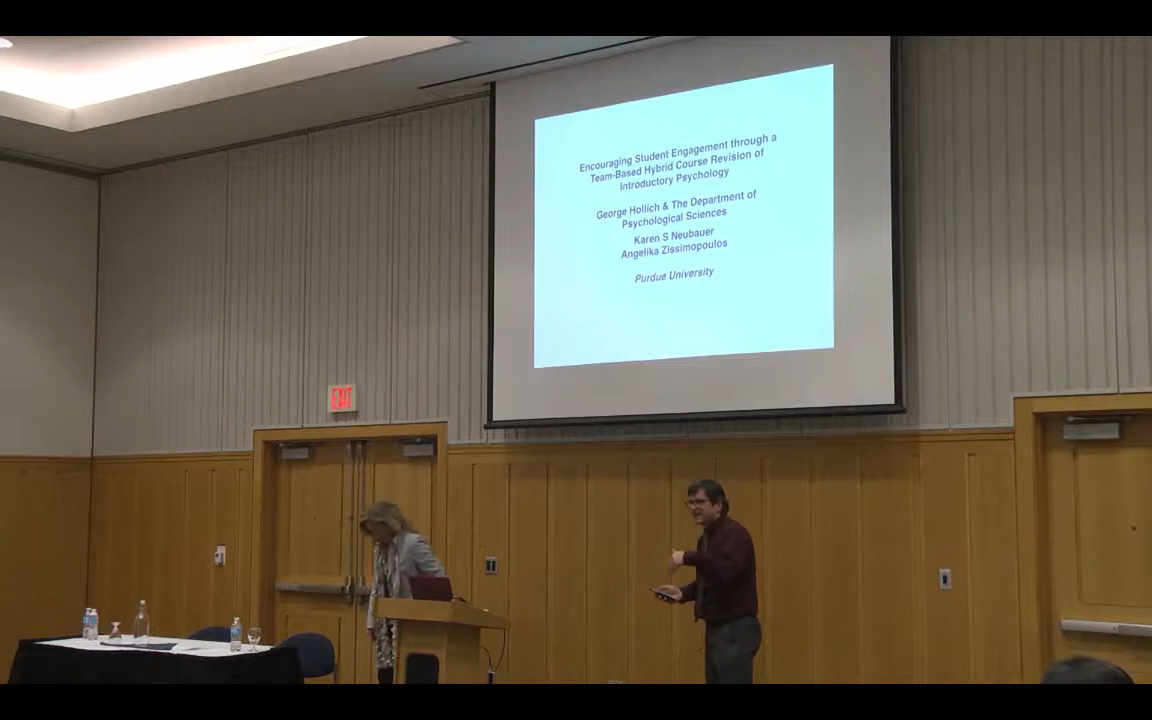 Encouraging Student Engagement through a
Team-Based Hybrid Course Revision of
Introductory Psychology
George Hollich & The Department of
Psychological Sciences
Karen S Neubauer
Angelika Zissimopoulos
Purdue University
EXIT